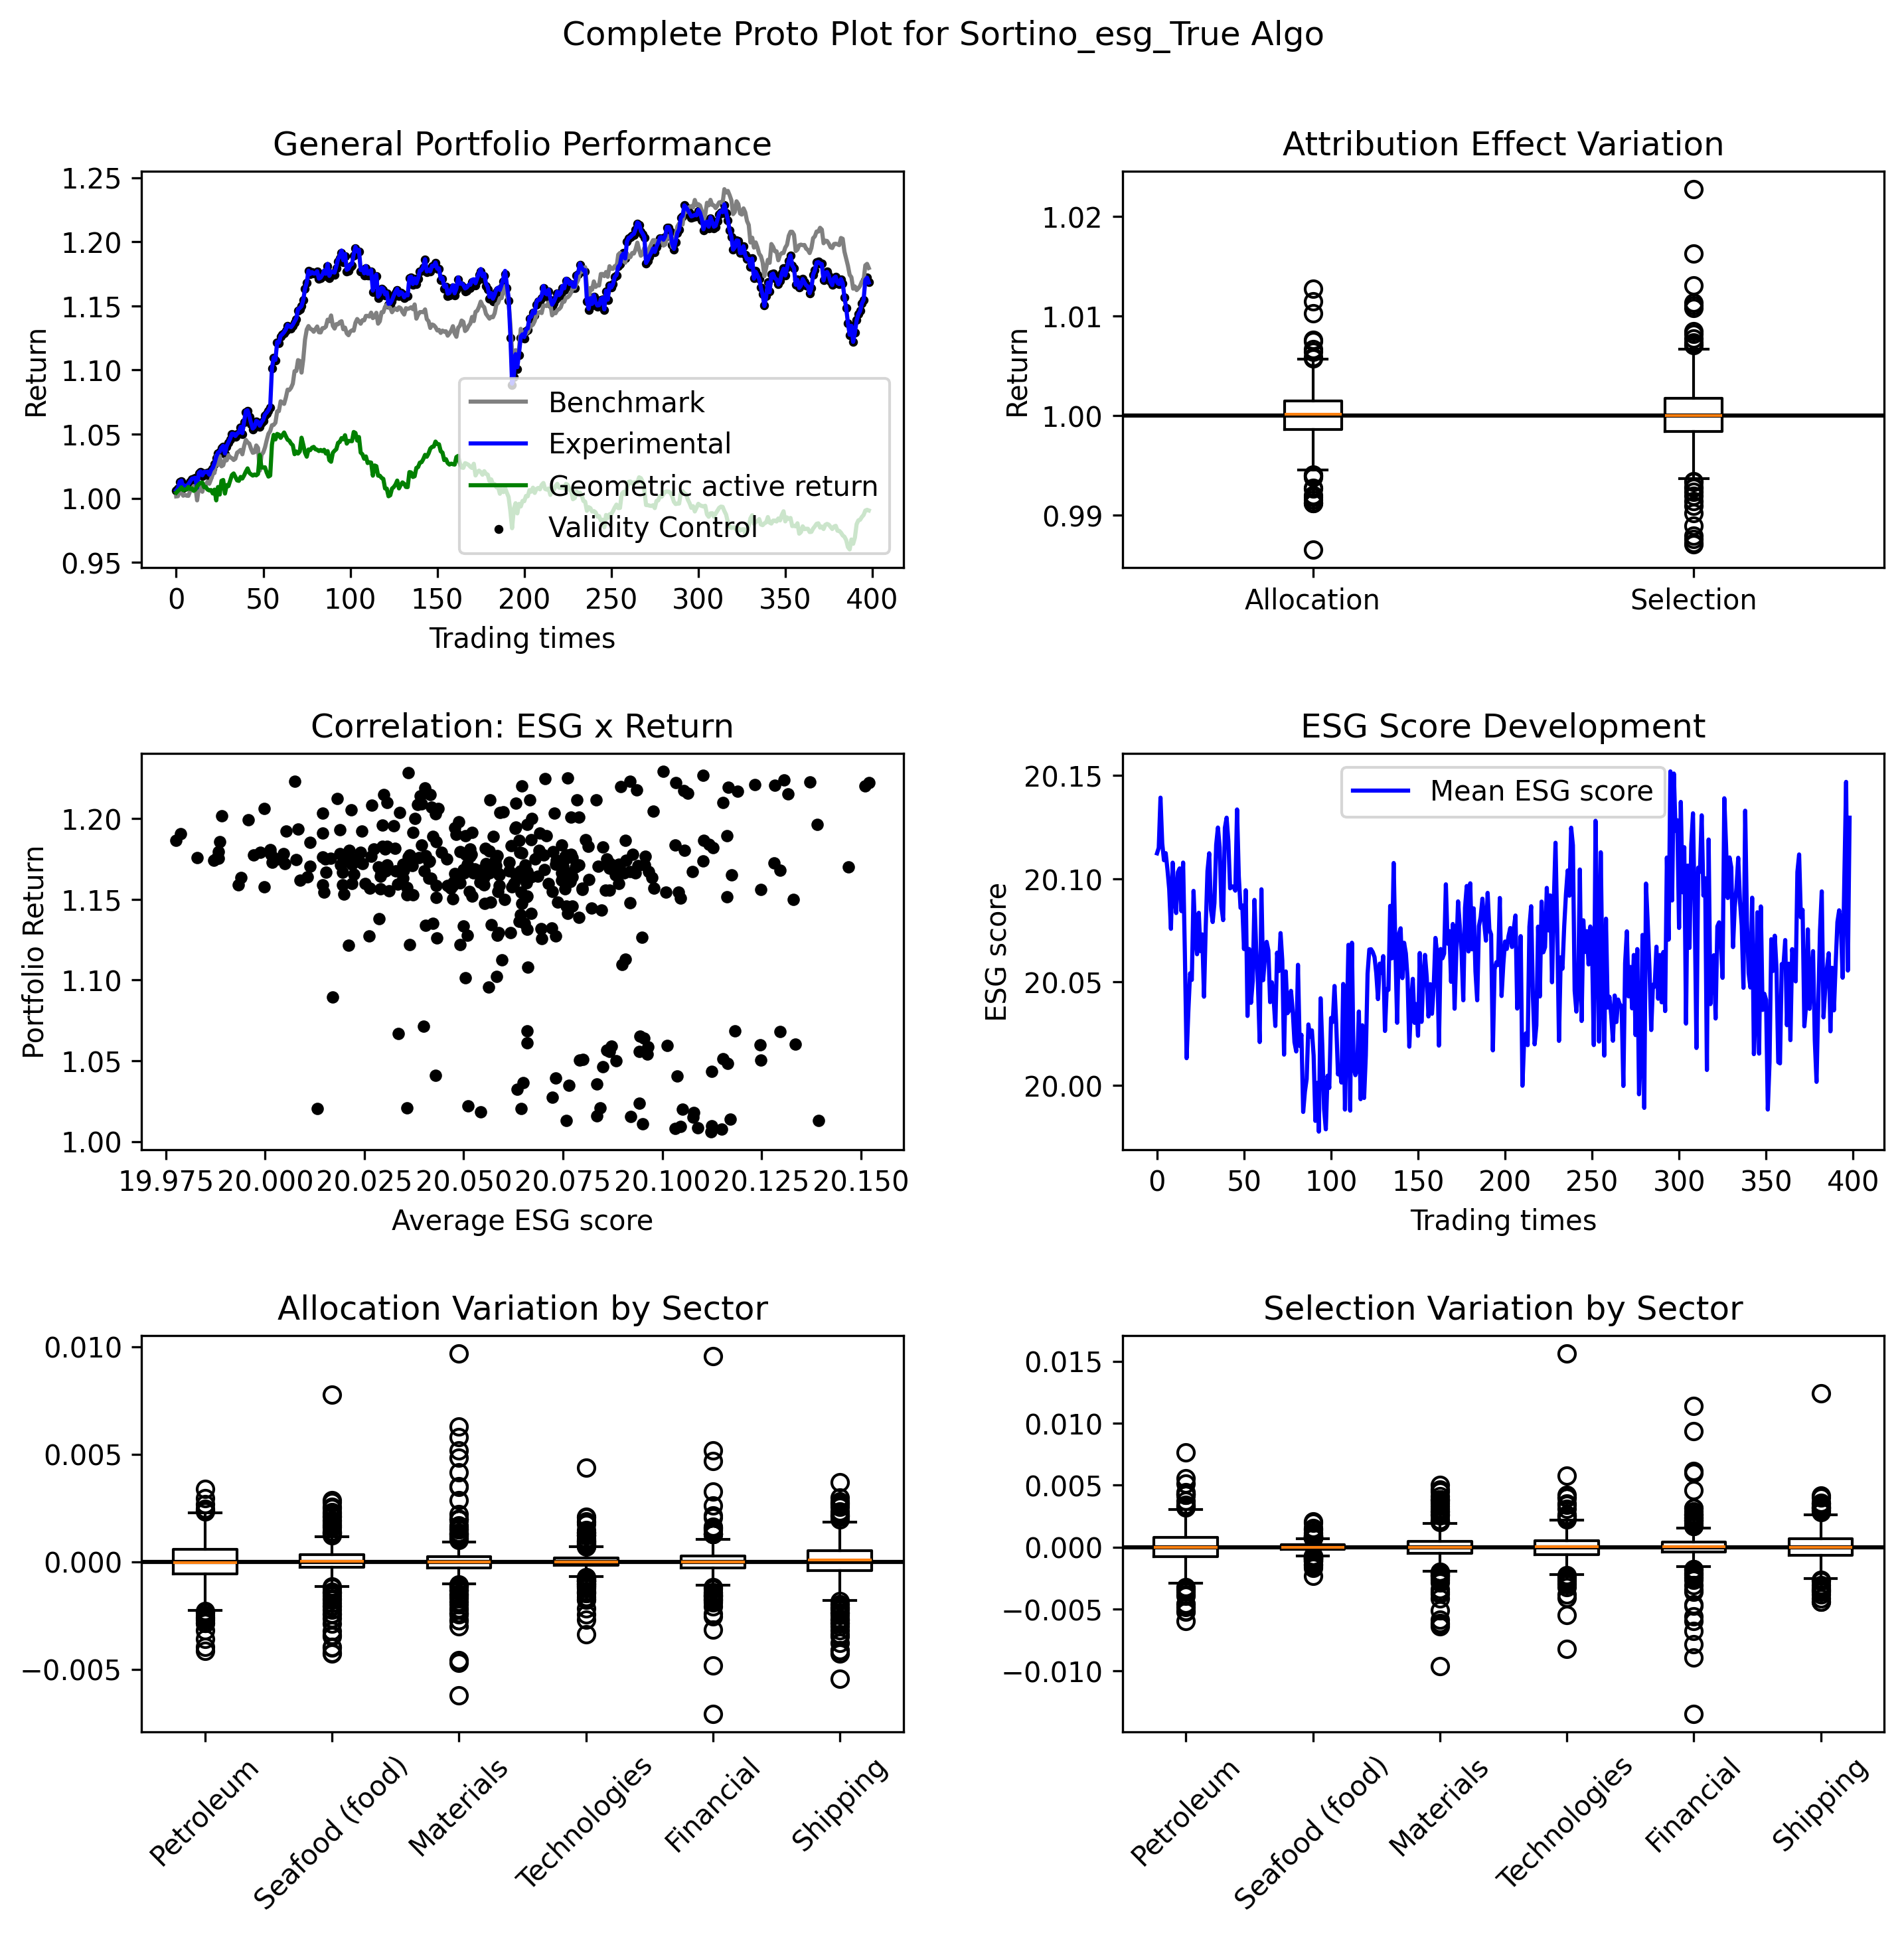 Complete Proto Plot for Sortino_esg_True Algo
General Portfolio Performance
Return
1.25
1.20
1.15
1.10
1.05
1.00
0.95
Benchmark
Experimental
Geometric active return
Validity Control
0 50 100 150 200 250 300 350 400
Trading times
Attribution Effect Variation
Return
1.02
1.01
1.00
0.99
Allocation Selection
Correlation: ESG x Return
Portfolio Return
1.20
1.15
1.10
1.05
1.00
19.975 20.000 20.025 20.050 20.075 20.100 20.125 20.150
Average ESG score
ESG Score Development
ESG score
20.15
20.10
20.05
20.00
Mean ESG score
0 50 100 150 200 250 300 350 400
Trading times
Allocation Variation by Sector
0.010
0.005
0.000
−0.005
Petroleum
Seafood (food)
Materials
Technologies
Financial
Shipping
Selection Variation by Sector
0.015
0.010
0.005
0.000
−0.005
−0.010
Petroleum
Seafood (food)
Materials
Technologies
Financial
Shipping